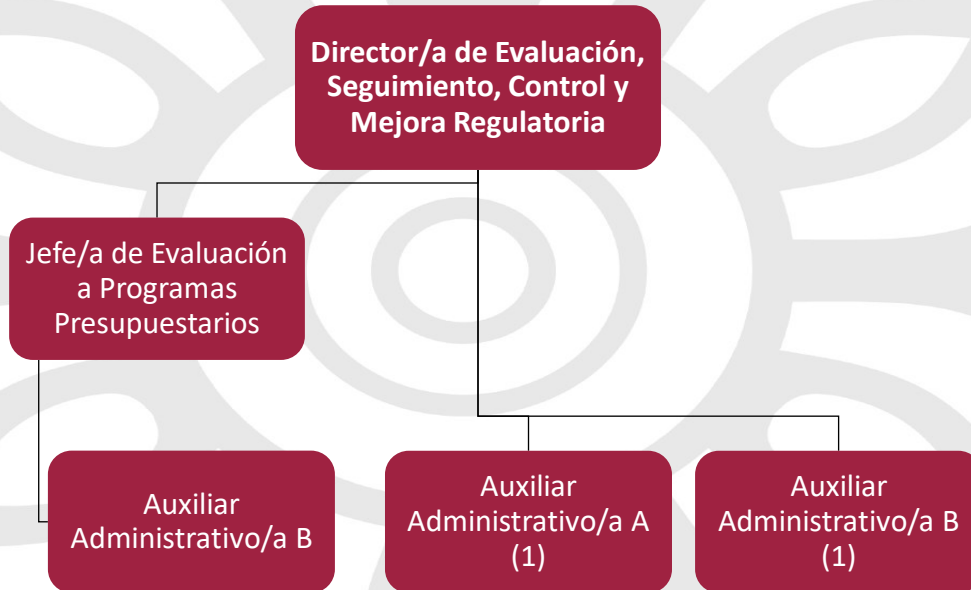 Director/a de Evaluación,
Seguimiento, Control y
Mejora Regulatoria
Jefe/a de Evaluación
a Programas
Presupuestarios
Auxiliar
Administrativo/a B
Auxiliar
Administrativo/a A
(1)
Auxiliar
Administrativo/a B
(1)